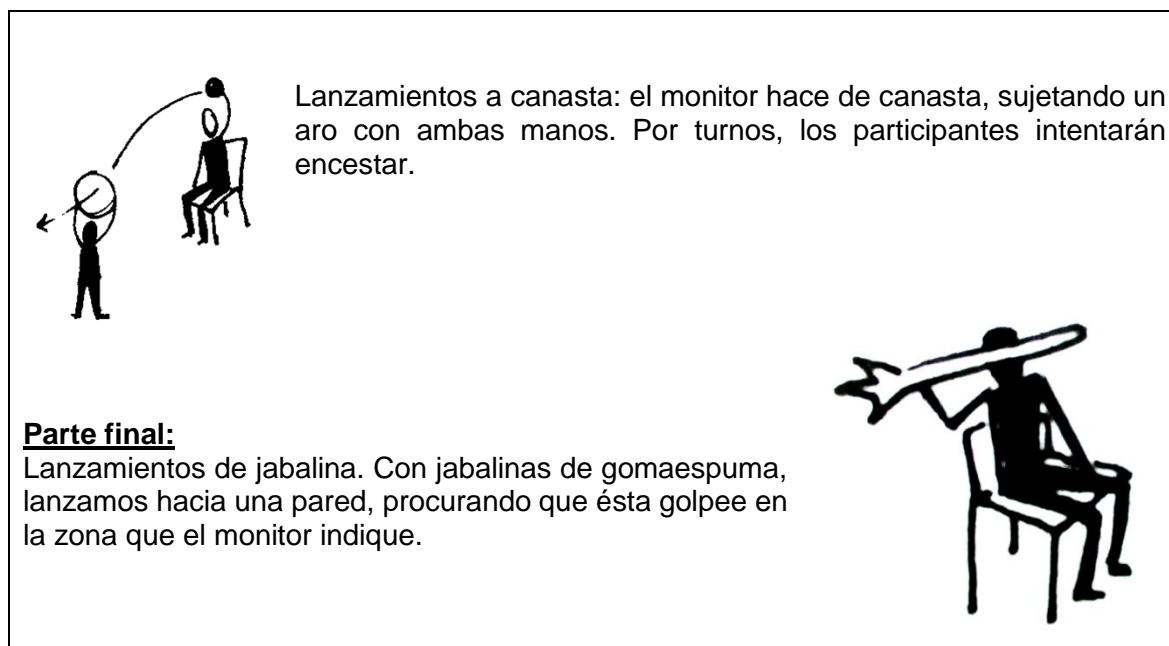 Lanzamientos a canasta: el monitor hace de canasta, sujetando un
aro con ambas manos. Por turnos, los participantes intentarán
encestar.
Parte final:
Lanzamientos de jabalina. Con jabalinas de gomaespuma,
lanzamos hacia una pared, procurando que ésta golpee en
la zona que el monitor indique.